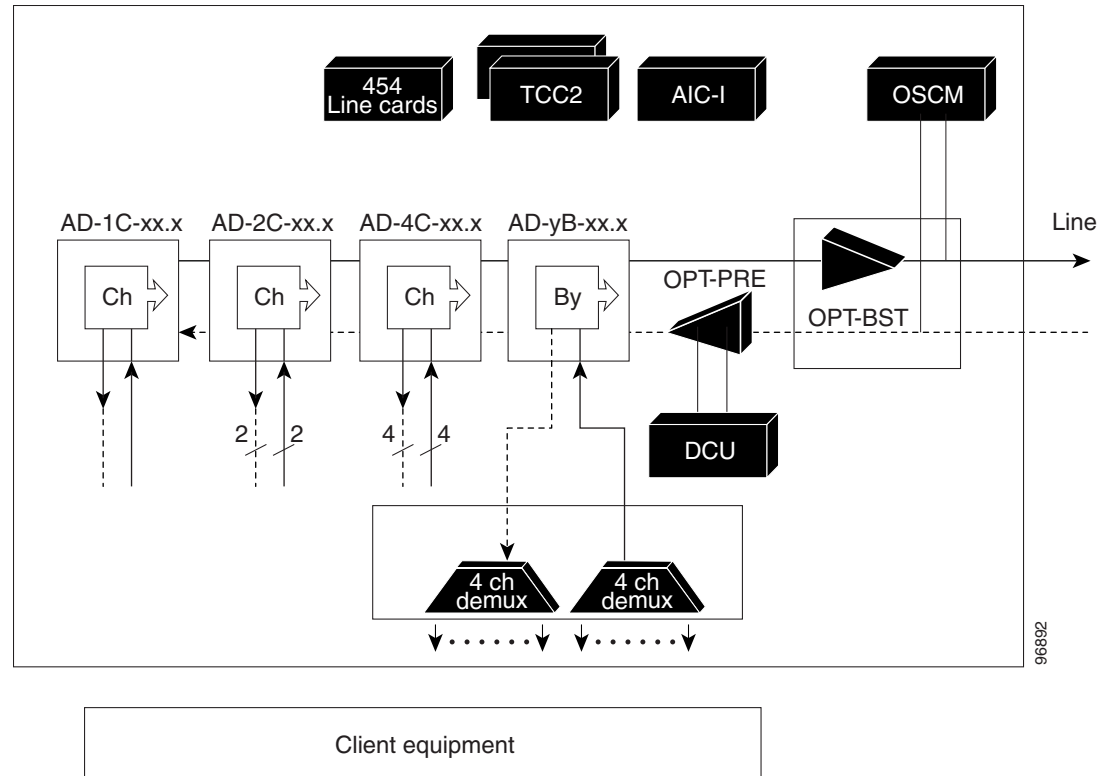 454
Line cards
TCC2
AIC-I
OSCM
AD-1C-xx.x
AD-2C-xx.x
AD-4C-xx.x
AD-yB-xx.x
Line
Ch
Ch
Ch
By
OPT-PRE
OPT-BST
2
2
4
4
DCU
4 ch
demux
4 ch
demux
96892
Client equipment